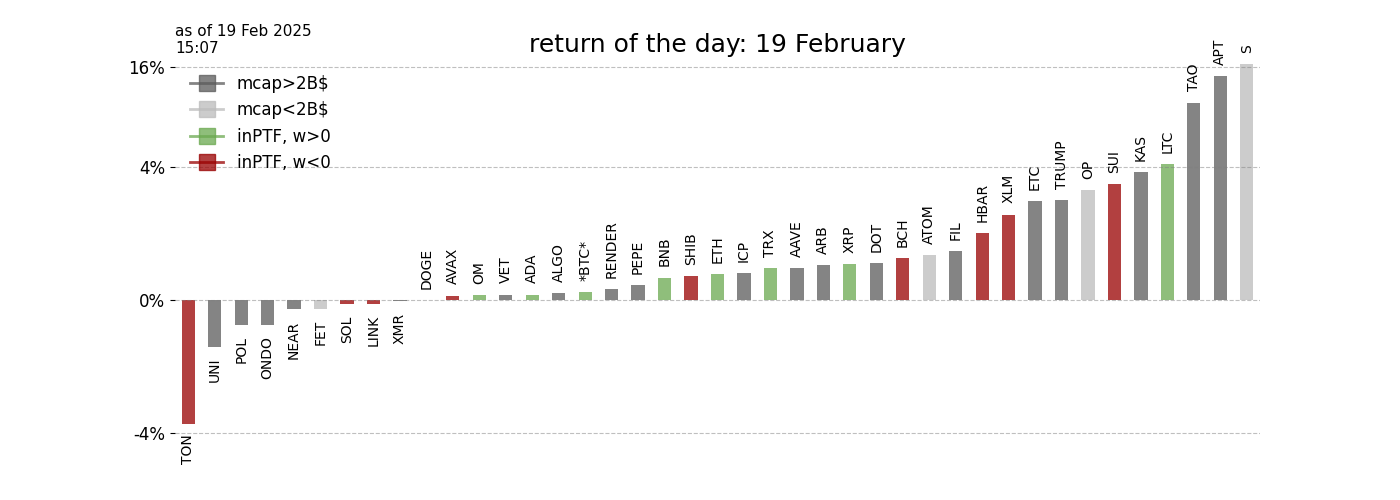 as of 19 Feb 2025
15:07
return of the day: 19 February
16%
4%
0%
-4%
mcap>2B$
mcap<2B$
inPTF, w>0
inPTF, w<0
TON
UNI
POL
ONDO
NEAR
FET
SOL
LINK
XMR
DOGE
AVAX
OM
VET
ADA
ALGO
*BTC*
RENDER
PEPE
BNB
SHIB
ETH
ICP
TRX
AAVE
ARB
XRP
DOT
BCH
ATOM
FIL
HBAR
XLM
ETC
TRUMP
OP
SUI
KAS
LTC
TAO
APT
S